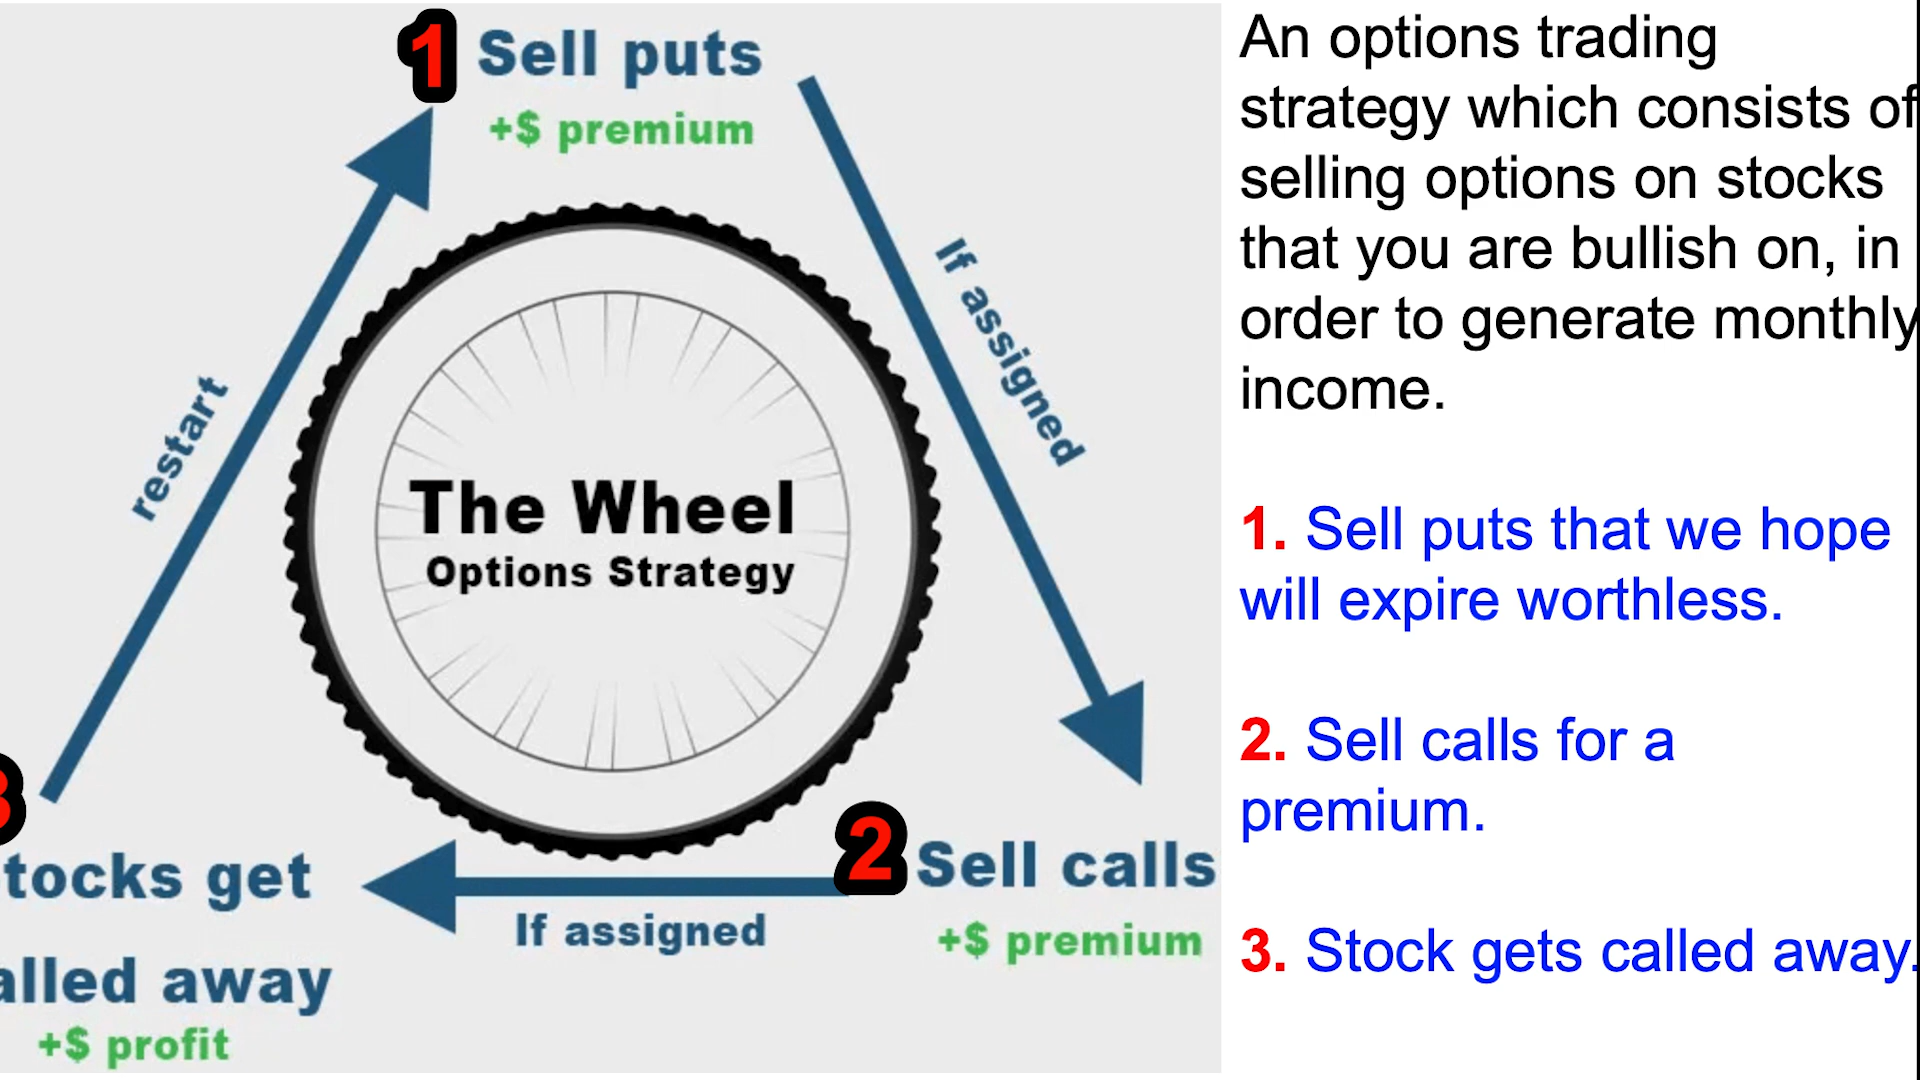 1 Sell puts
+$ premium
If assigned
restart
The Wheel
Options Strategy
2 Sell calls
+$ premium
If assigned
3
tocks get
alled away
+$ profit
An options trading
strategy which consists of
selling options on stocks
that you are bullish on, in
order to generate monthly
income.
1. Sell puts that we hope
will expire worthless.
2. Sell calls for a
premium.
3. Stock gets called away.